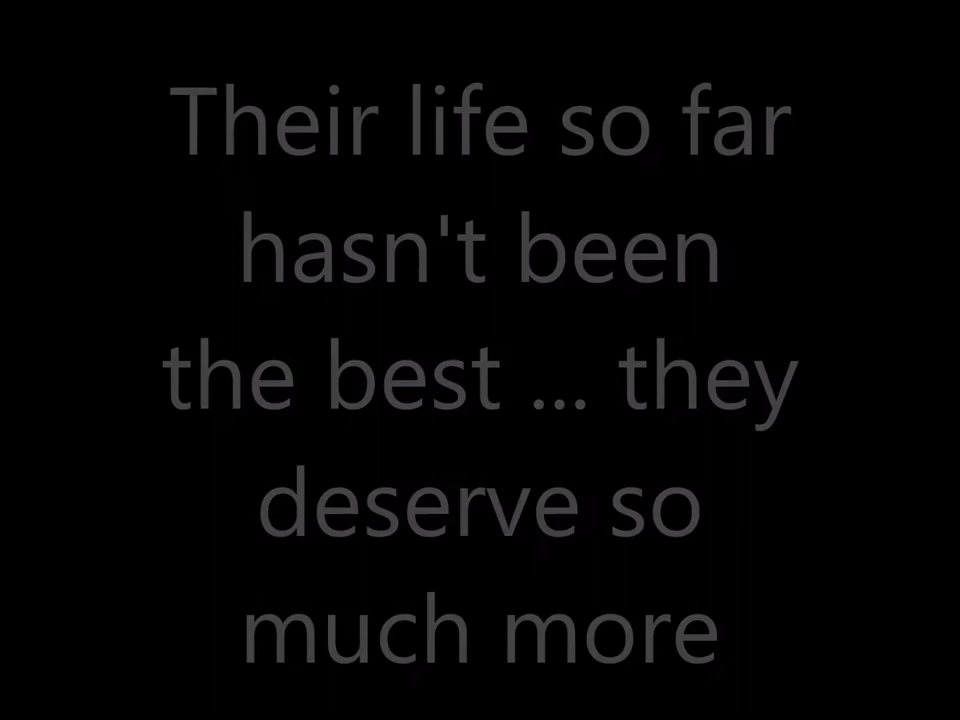 Their life so far
hasn't been
the best ... they
deserve so
much more